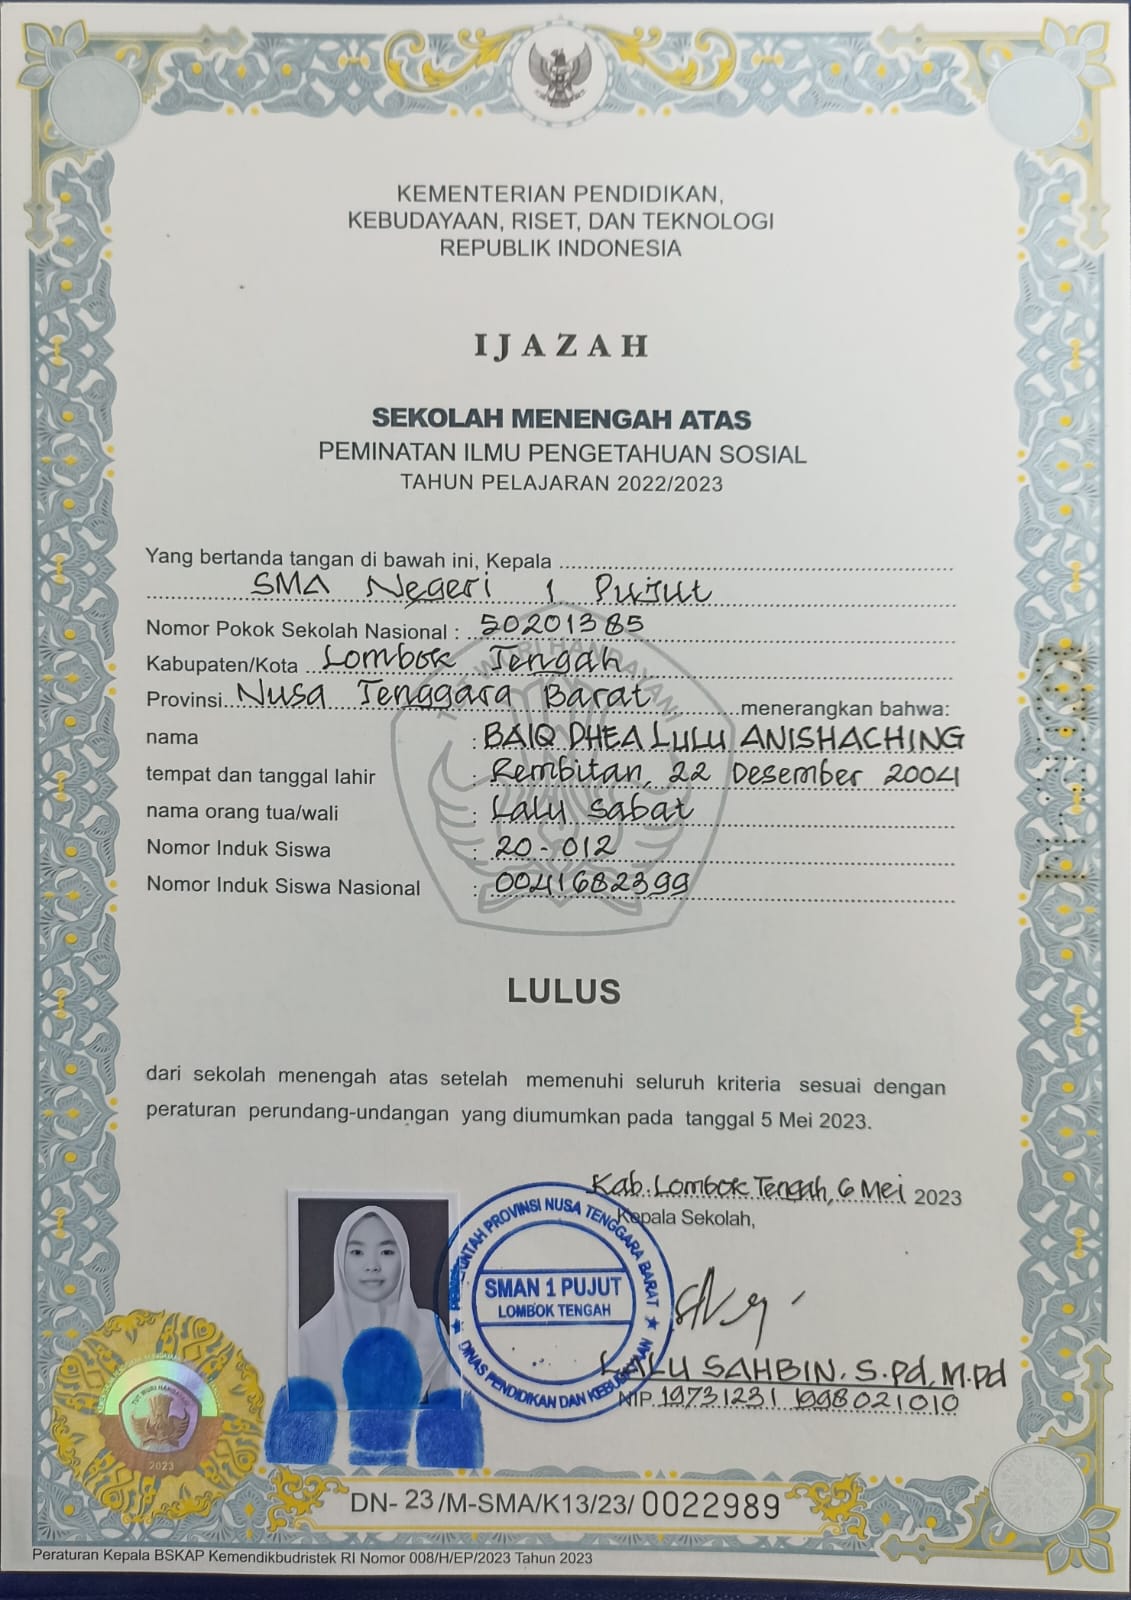 KEMENTERIAN PENDIDIKAN,
KEBUDAYAAN, RISET, DAN TEKNOLOGI
REPUBLIK INDONESIA
IJAZAH
SEKOLAH MENENGAH ATAS
PEMINATAN ILMU PENGETAHUAN SOSIAL
TAHUN PELAJARAN 2022/2023
Yang bertanda tangan di bawah ini, Kepala
SMA Negeri 1 Pujut
Nomor Pokok Sekolah Nasional : 50201385
Kabupaten/Kota Lombok Tengah
Provinsi Nusa Tenggara Barat menerangkan bahwa:
nama : BAIQ DHEA LULU ANISHACHING
tempat dan tanggal lahir : Rembitan, 22 Desember 2004
nama orang tua/wali : Lalu Sabat
Nomor Induk Siswa : 20-012
Nomor Induk Siswa Nasional : 0041682399
TUT WURI HANDAYANI
LULUS
dari sekolah menengah atas setelah memenuhi seluruh kriteria sesuai dengan
peraturan perundang-undangan yang diumumkan pada tanggal 5 Mei 2023.
Kab. Lombok Tengah, 6 Mei 2023
Kepala Sekolah,
PEMERINTAH PROVINSI NUSA TENGGARA BARAT
SMAN 1 PUJUT
LOMBOK TENGAH
DINAS PENDIDIKAN DAN KEBUDAYAAN
LALU SAHBIN. S.Pd, M.Pd
NIP. 19731231 199802 1 010
TUT WURI HANDAYANI
2023
DN- 23 /M-SMA/K13/23/ 0022989
Peraturan Kepala BSKAP Kemendikbudristek RI Nomor 008/H/EP/2023 Tahun 2023